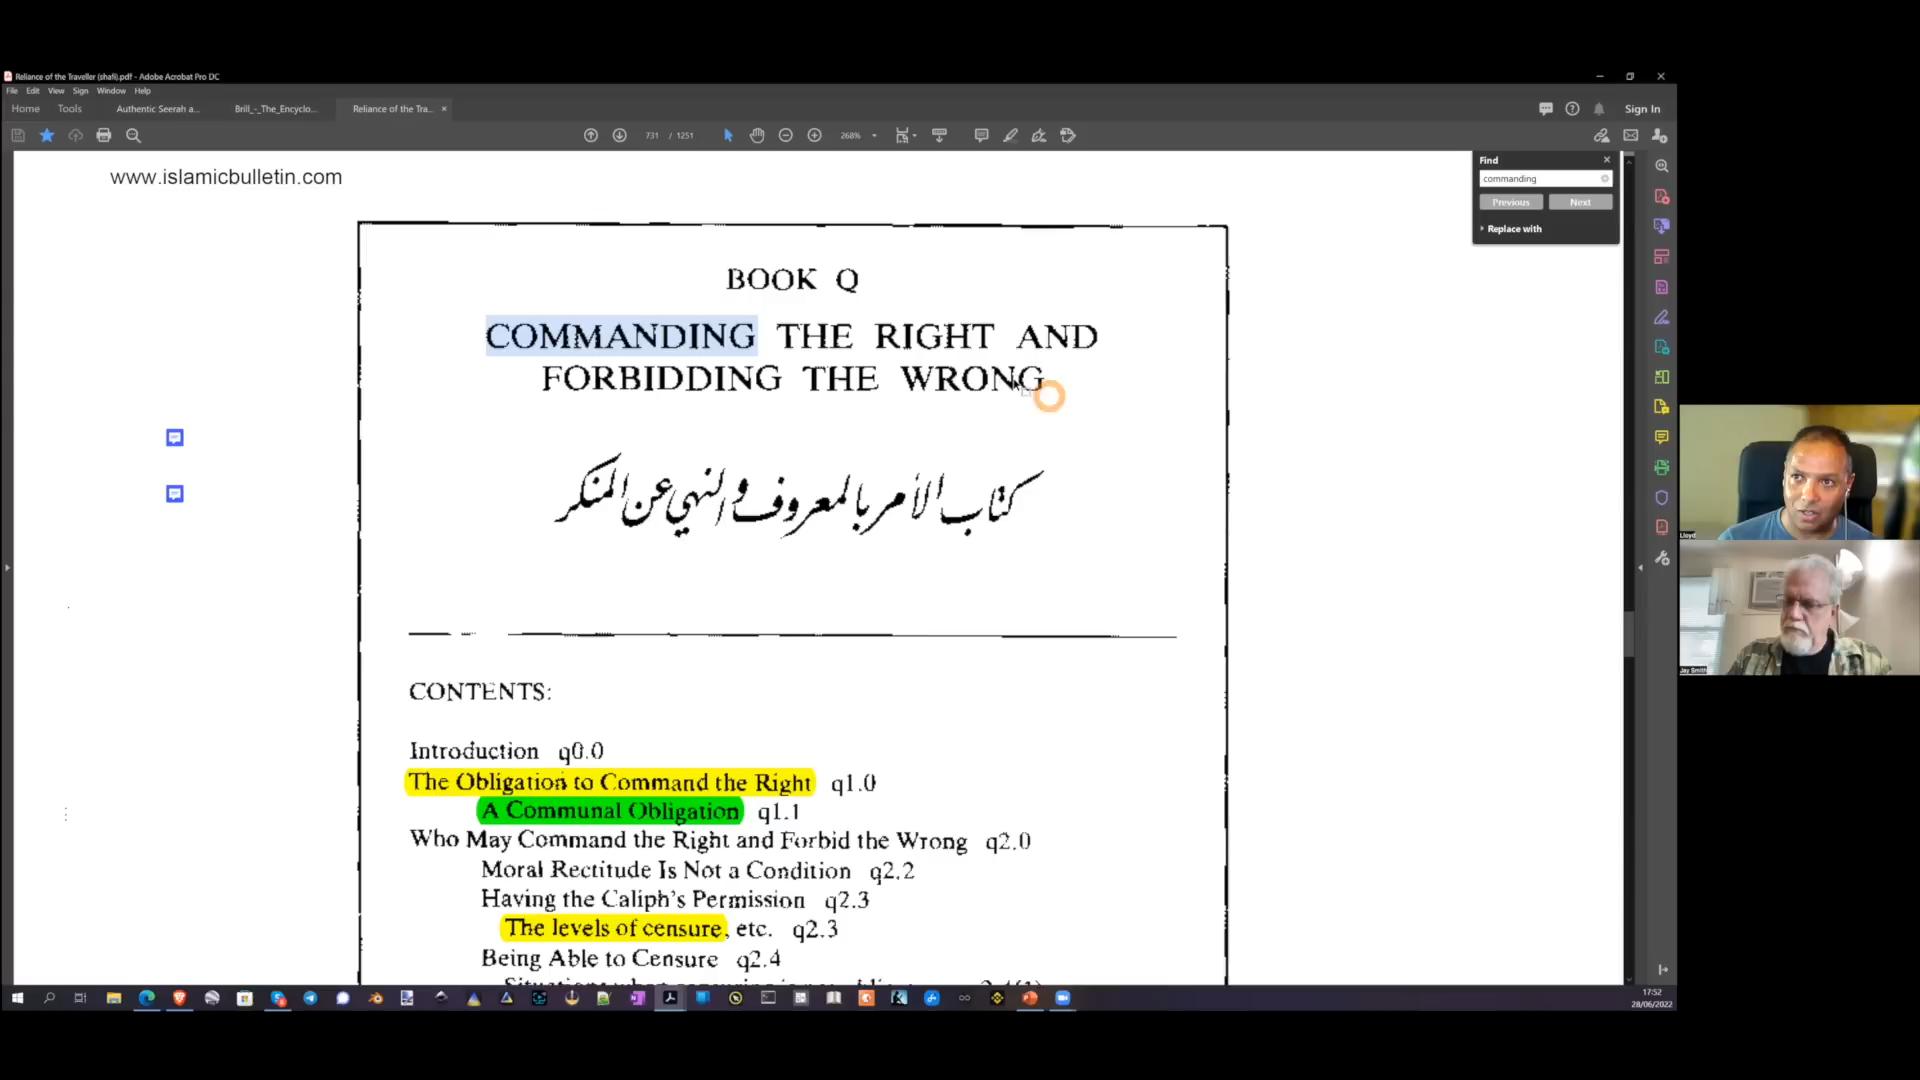 Reliance of the Traveller (shafi).pdf - Adobe Acrobat Pro DC
File Edit View Sign Window Help
Home Tools Authentic Seerah a... Brill_-_The_Encyclo... Reliance of the Tra... Sign In
731 / 1251 268%
www.islamicbulletin.com
Find
commanding
Previous Next
Replace with
BOOK Q
COMMANDING THE RIGHT AND
FORBIDDING THE WRONG
كتاب الأمر بالمعروف والنهي عن المنكر
CONTENTS:
Introduction q0.0
The Obligation to Command the Right q1.0
A Communal Obligation q1.1
Who May Command the Right and Forbid the Wrong q2.0
Moral Rectitude Is Not a Condition q2.2
Having the Caliph's Permission q2.3
The levels of censure, etc. q2.3
Being Able to Censure q2.4
Lloyd
Jay Smith
17:52
28/06/2022